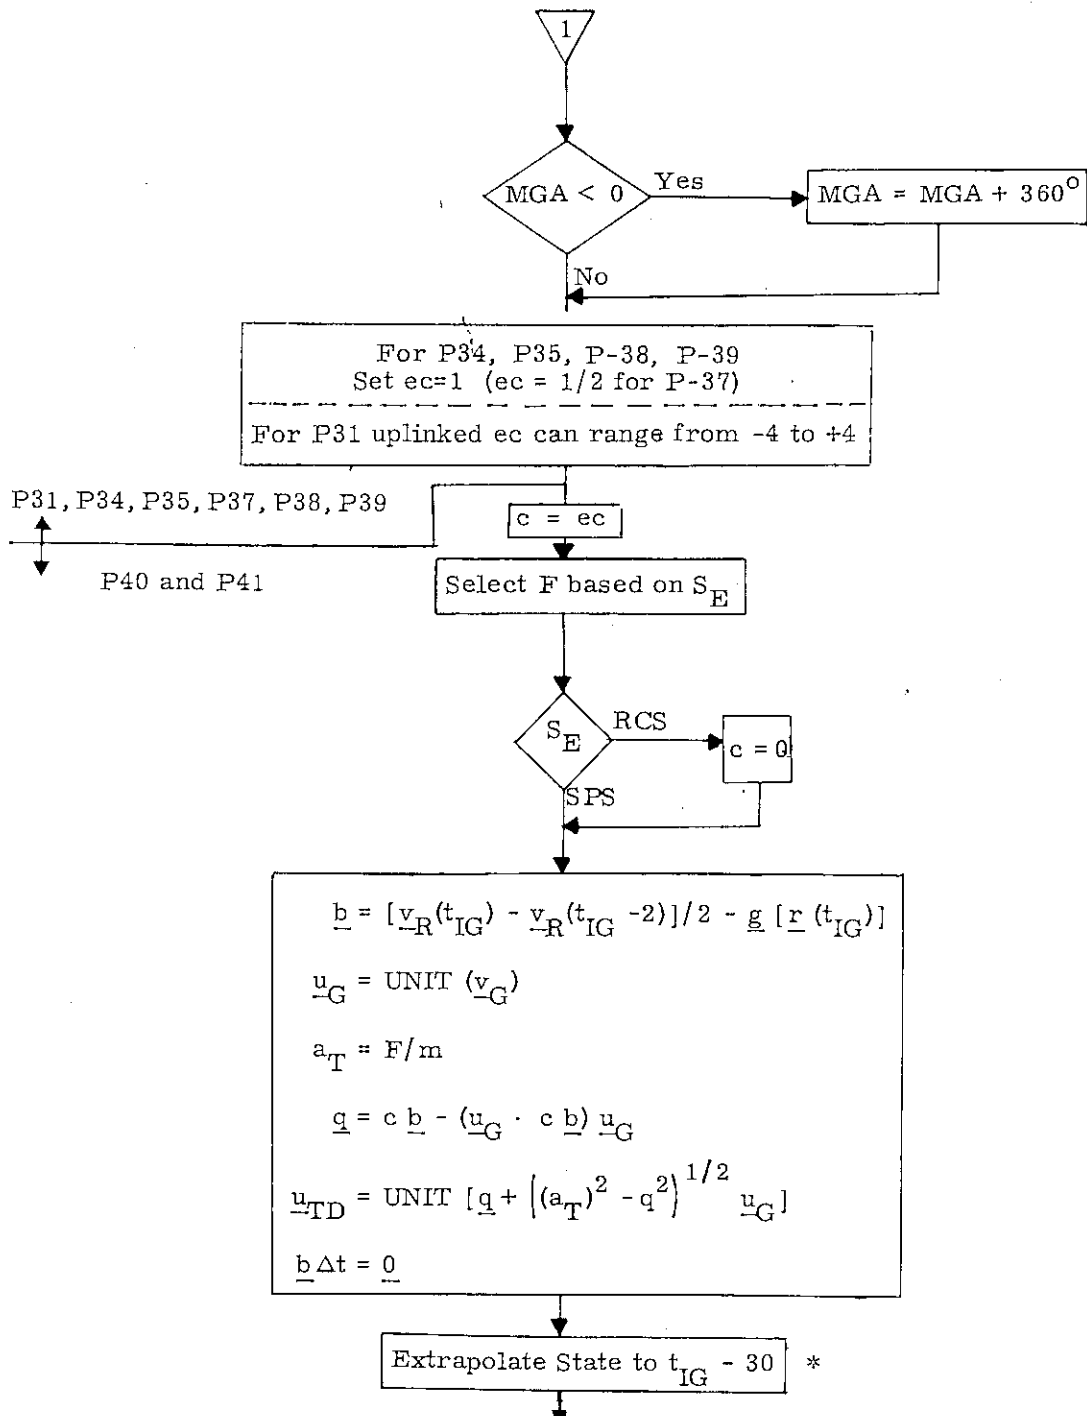 1
MGA < 0
Yes
MGA = MGA + 360°
No
For P34, P35, P-38, P-39
Set ec=1 (ec = 1/2 for P-37)
For P31 uplinked ec can range from -4 to +4
P31, P34, P35, P37, P38, P39
c = ec
P40 and P41
Select F based on S_E
S_E
RCS
c = 0
SPS
b = [v_R(t_IG) - v_R(t_IG -2)]/2 - g [r (t_IG)]
u_G = UNIT (v_G)
a_T = F/m
q = c b - (u_G · c b) u_G
u_TD = UNIT [q + ((a_T)^2 - q^2)^1/2 u_G]
b Δt = 0
Extrapolate State to t_IG - 30 *